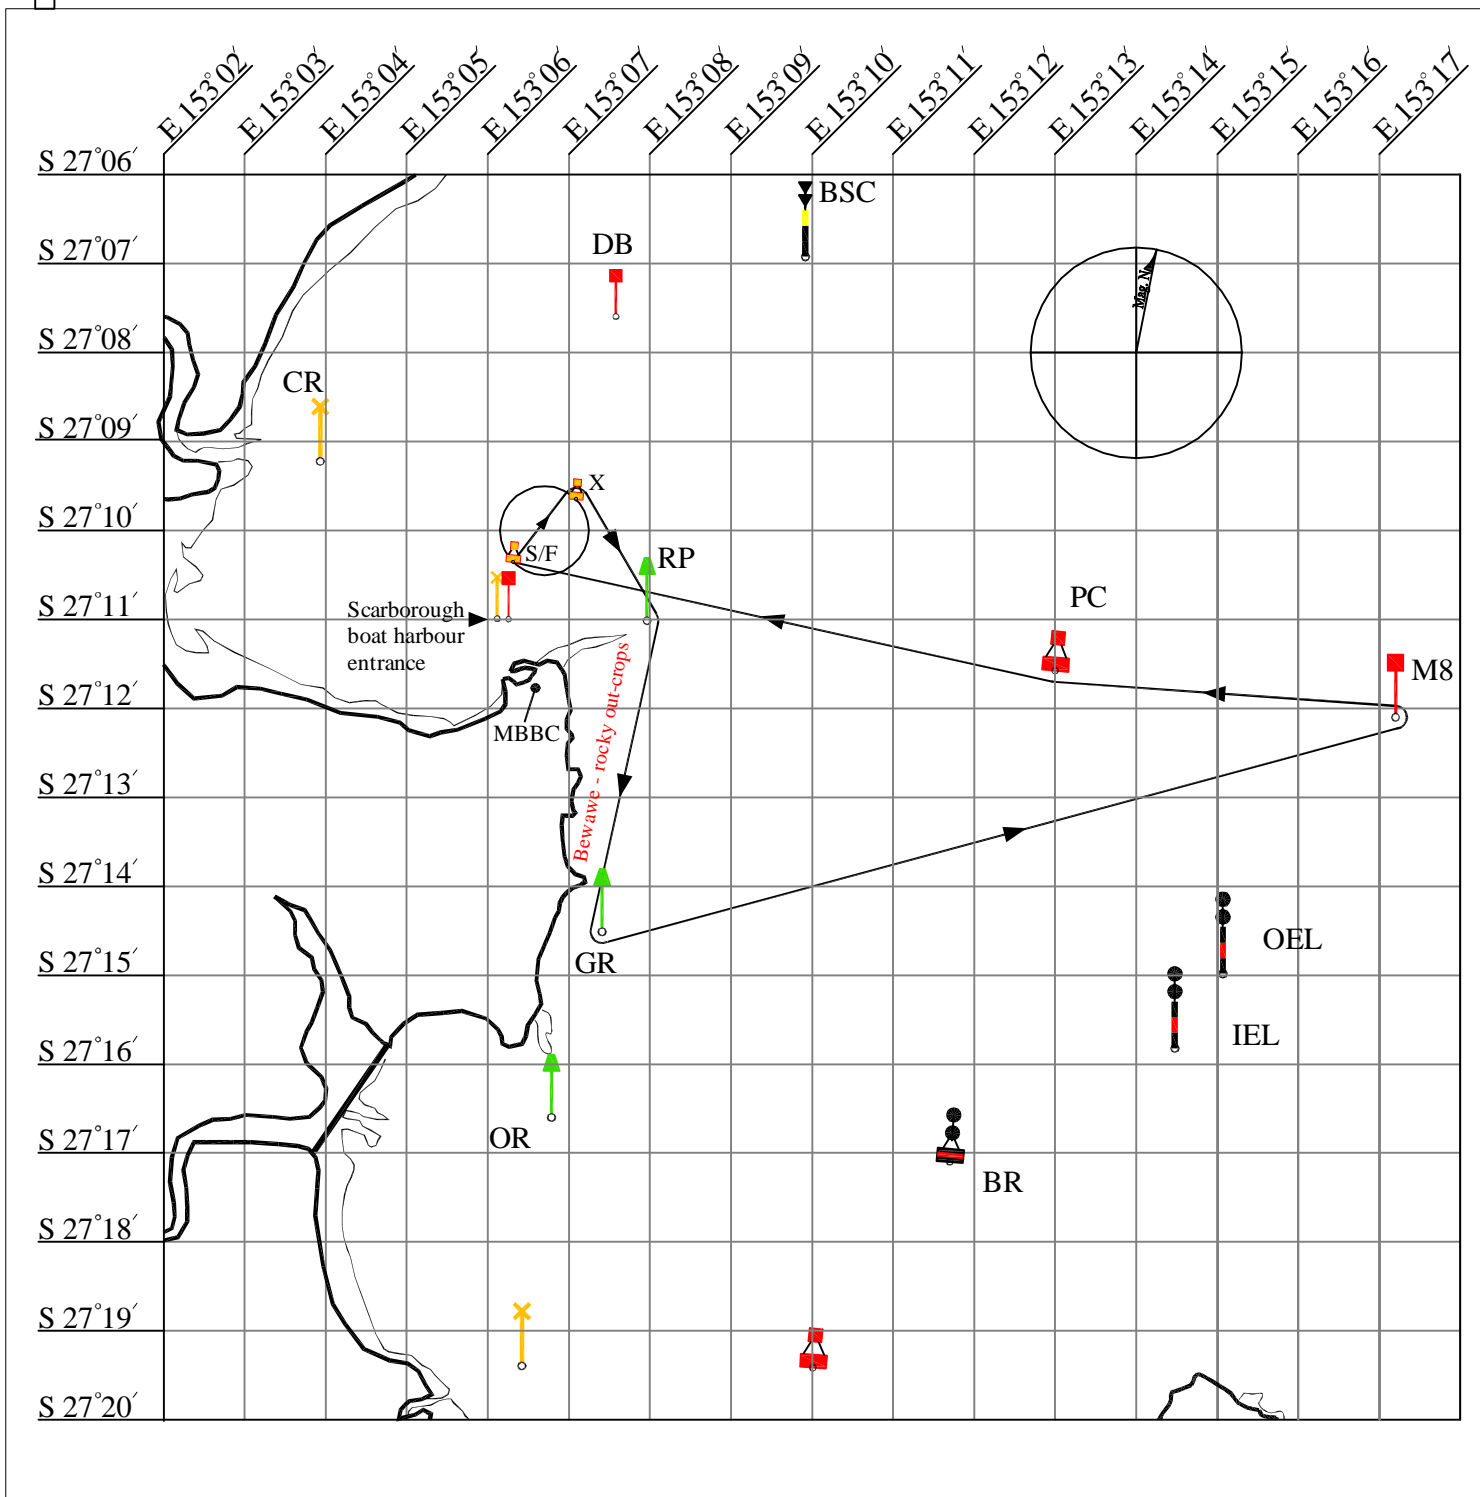 E 153°02′
E 153°03′
E 153°04′
E 153°05′
E 153°06′
E 153°07′
E 153°08′
E 153°09′
E 153°10′
E 153°11′
E 153°12′
E 153°13′
E 153°14′
E 153°15′
E 153°16′
E 153°17′
S 27°06′
BSC
DB
S 27°07′
Mag. N
S 27°08′
CR
S 27°09′
X
S 27°10′
S/F
RP
PC
S 27°11′
Scarborough
boat harbour
entrance
Bewawe - rocky out-crops
M8
S 27°12′
MBBC
S 27°13′
S 27°14′
OEL
GR
S 27°15′
IEL
S 27°16′
OR
S 27°17′
BR
S 27°18′
S 27°19′
S 27°20′